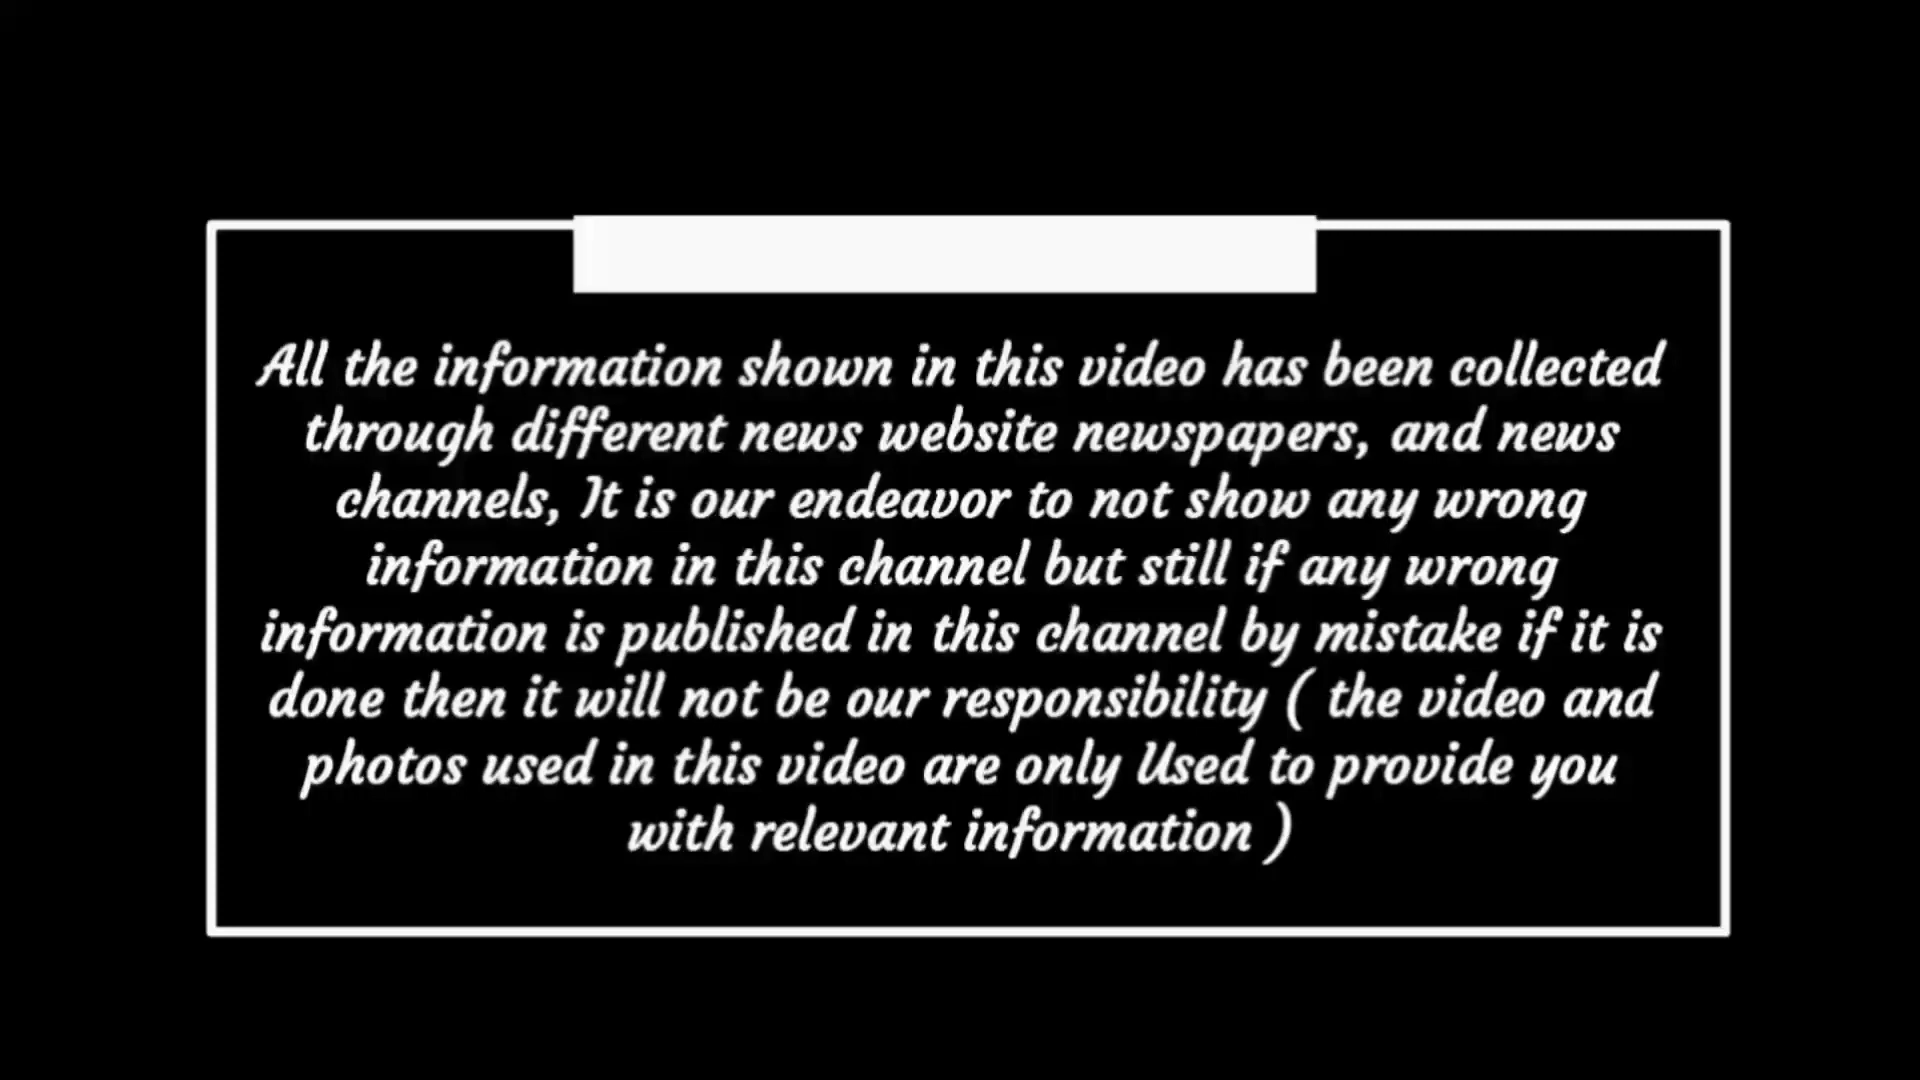 All the information shown in this video has been collected
through different news website newspapers, and news
channels, It is our endeavor to not show any wrong
information in this channel but still if any wrong
information is published in this channel by mistake if it is
done then it will not be our responsibility ( the video and
photos used in this video are only Used to provide you
with relevant information )